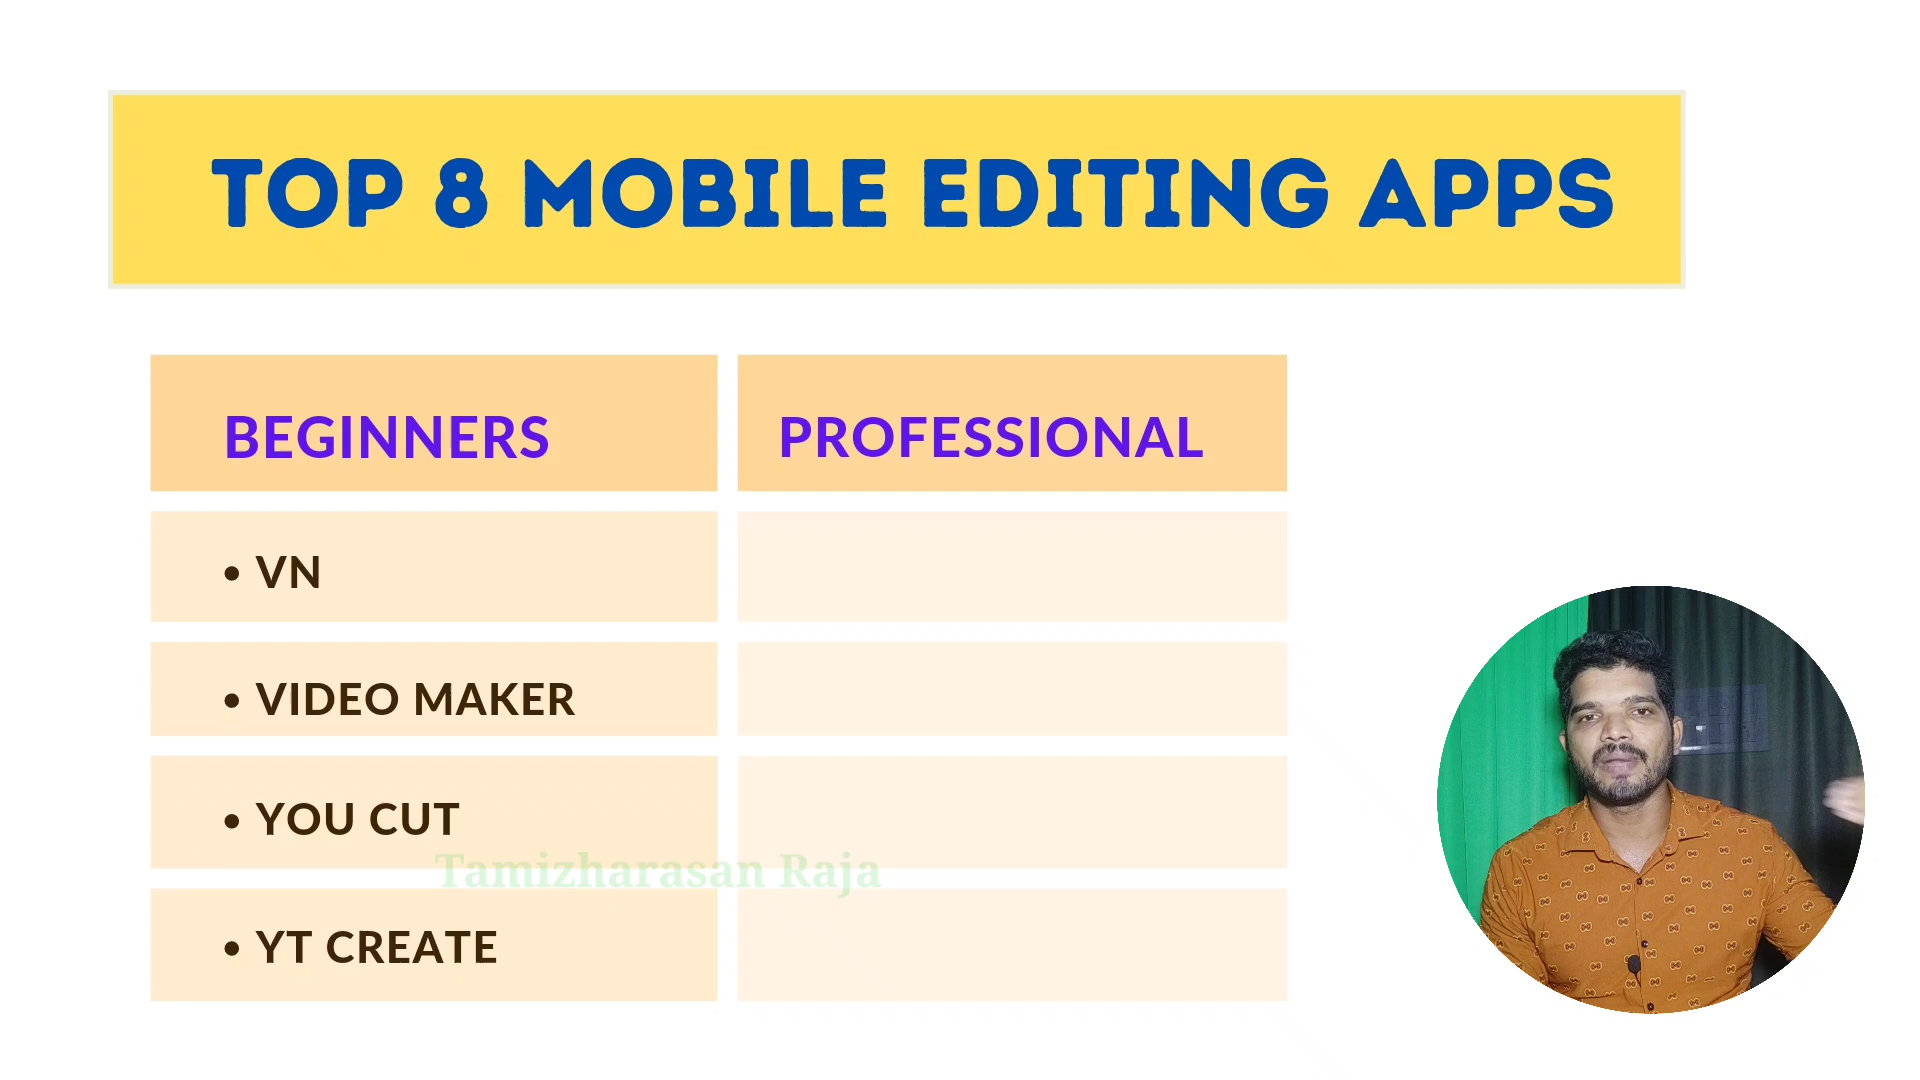 TOP 8 MOBILE EDITING APPS
BEGINNERS
PROFESSIONAL
• VN
• VIDEO MAKER
• YOU CUT
Tamizharasan Raja
• YT CREATE